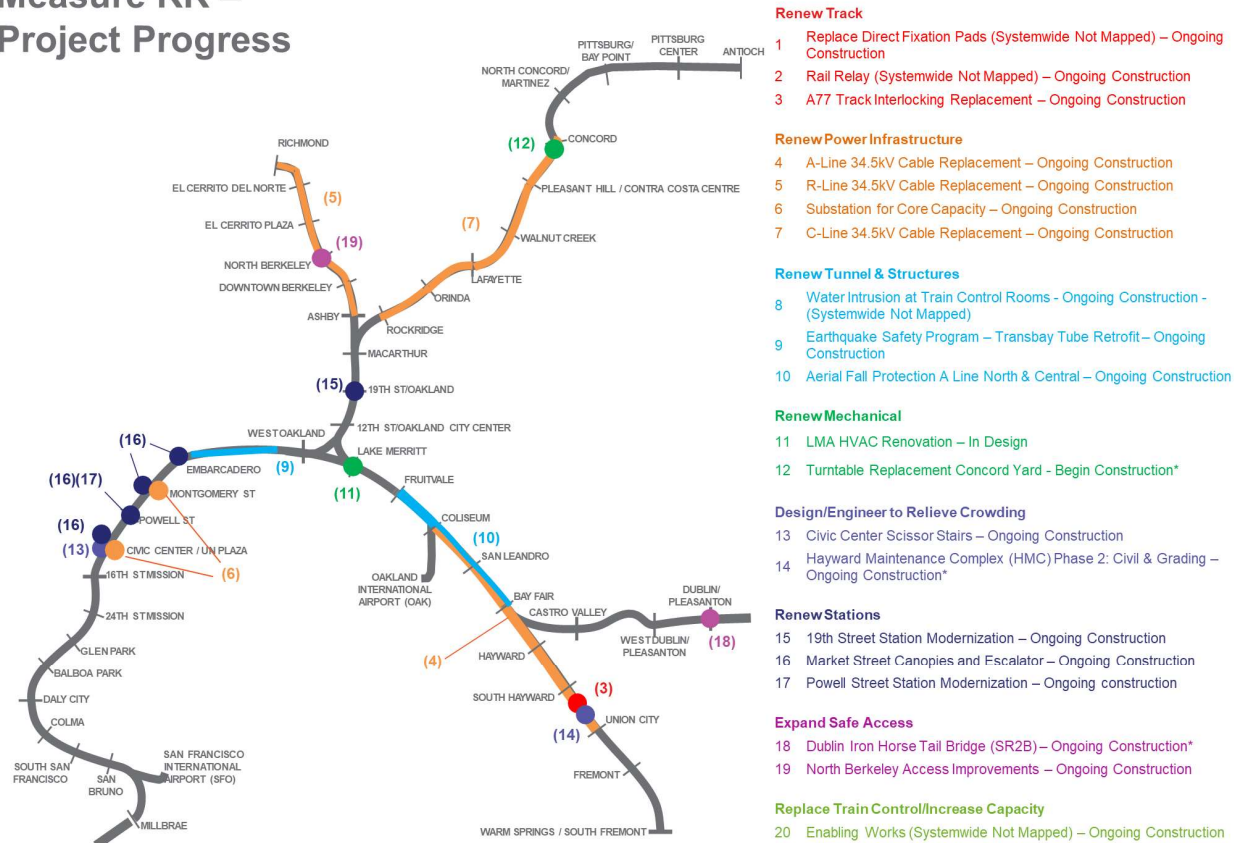 Measure RR –
Project Progress
PITTSBURG/
BAY POINT
PITTSBURG
CENTER
ANTIOCH
NORTH CONCORD/
MARTINEZ
(12)
CONCORD
RICHMOND
EL CERRITO DEL NORTE
(5)
PLEASANT HILL / CONTRA COSTA CENTRE
EL CERRITO PLAZA
(7)
(19)
WALNUT CREEK
NORTH BERKELEY
LAFAYETTE
DOWNTOWN BERKELEY
ORINDA
ASHBY
ROCKRIDGE
MACARTHUR
(15)
19TH ST/OAKLAND
12TH ST/OAKLAND CITY CENTER
WEST OAKLAND
(16)
LAKE MERRITT
EMBARCADERO
(9)
(16)(17)
FRUITVALE
MONTGOMERY ST
(11)
POWELL ST
COLISEUM
(16)
(10)
(13)
CIVIC CENTER / UN PLAZA
SAN LEANDRO
16TH ST MISSION
(6)
OAKLAND
INTERNATIONAL
AIRPORT (OAK)
BAY FAIR
DUBLIN/
PLEASANTON
CASTRO VALLEY
24TH ST MISSION
WEST DUBLIN/
PLEASANTON
(18)
GLEN PARK
(4)
HAYWARD
BALBOA PARK
DALY CITY
SOUTH HAYWARD
(3)
COLMA
(14)
UNION CITY
SOUTH SAN
FRANCISCO
SAN
BRUNO
SAN FRANCISCO
INTERNATIONAL
AIRPORT (SFO)
FREMONT
MILLBRAE
WARM SPRINGS / SOUTH FREMONT
Renew Track
1 Replace Direct Fixation Pads (Systemwide Not Mapped) – Ongoing
Construction
2 Rail Relay (Systemwide Not Mapped) – Ongoing Construction
3 A77 Track Interlocking Replacement – Ongoing Construction
Renew Power Infrastructure
4 A-Line 34.5kV Cable Replacement – Ongoing Construction
5 R-Line 34.5kV Cable Replacement – Ongoing Construction
6 Substation for Core Capacity – Ongoing Construction
7 C-Line 34.5kV Cable Replacement – Ongoing Construction
Renew Tunnel & Structures
8 Water Intrusion at Train Control Rooms - Ongoing Construction -
(Systemwide Not Mapped)
9 Earthquake Safety Program – Transbay Tube Retrofit – Ongoing
Construction
10 Aerial Fall Protection A Line North & Central – Ongoing Construction
Renew Mechanical
11 LMA HVAC Renovation – In Design
12 Turntable Replacement Concord Yard - Begin Construction*
Design/Engineer to Relieve Crowding
13 Civic Center Scissor Stairs – Ongoing Construction
14 Hayward Maintenance Complex (HMC) Phase 2: Civil & Grading –
Ongoing Construction*
Renew Stations
15 19th Street Station Modernization – Ongoing Construction
16 Market Street Canopies and Escalator – Ongoing Construction
17 Powell Street Station Modernization – Ongoing construction
Expand Safe Access
18 Dublin Iron Horse Tail Bridge (SR2B) – Ongoing Construction*
19 North Berkeley Access Improvements – Ongoing Construction
Replace Train Control/Increase Capacity
20 Enabling Works (Systemwide Not Mapped) – Ongoing Construction